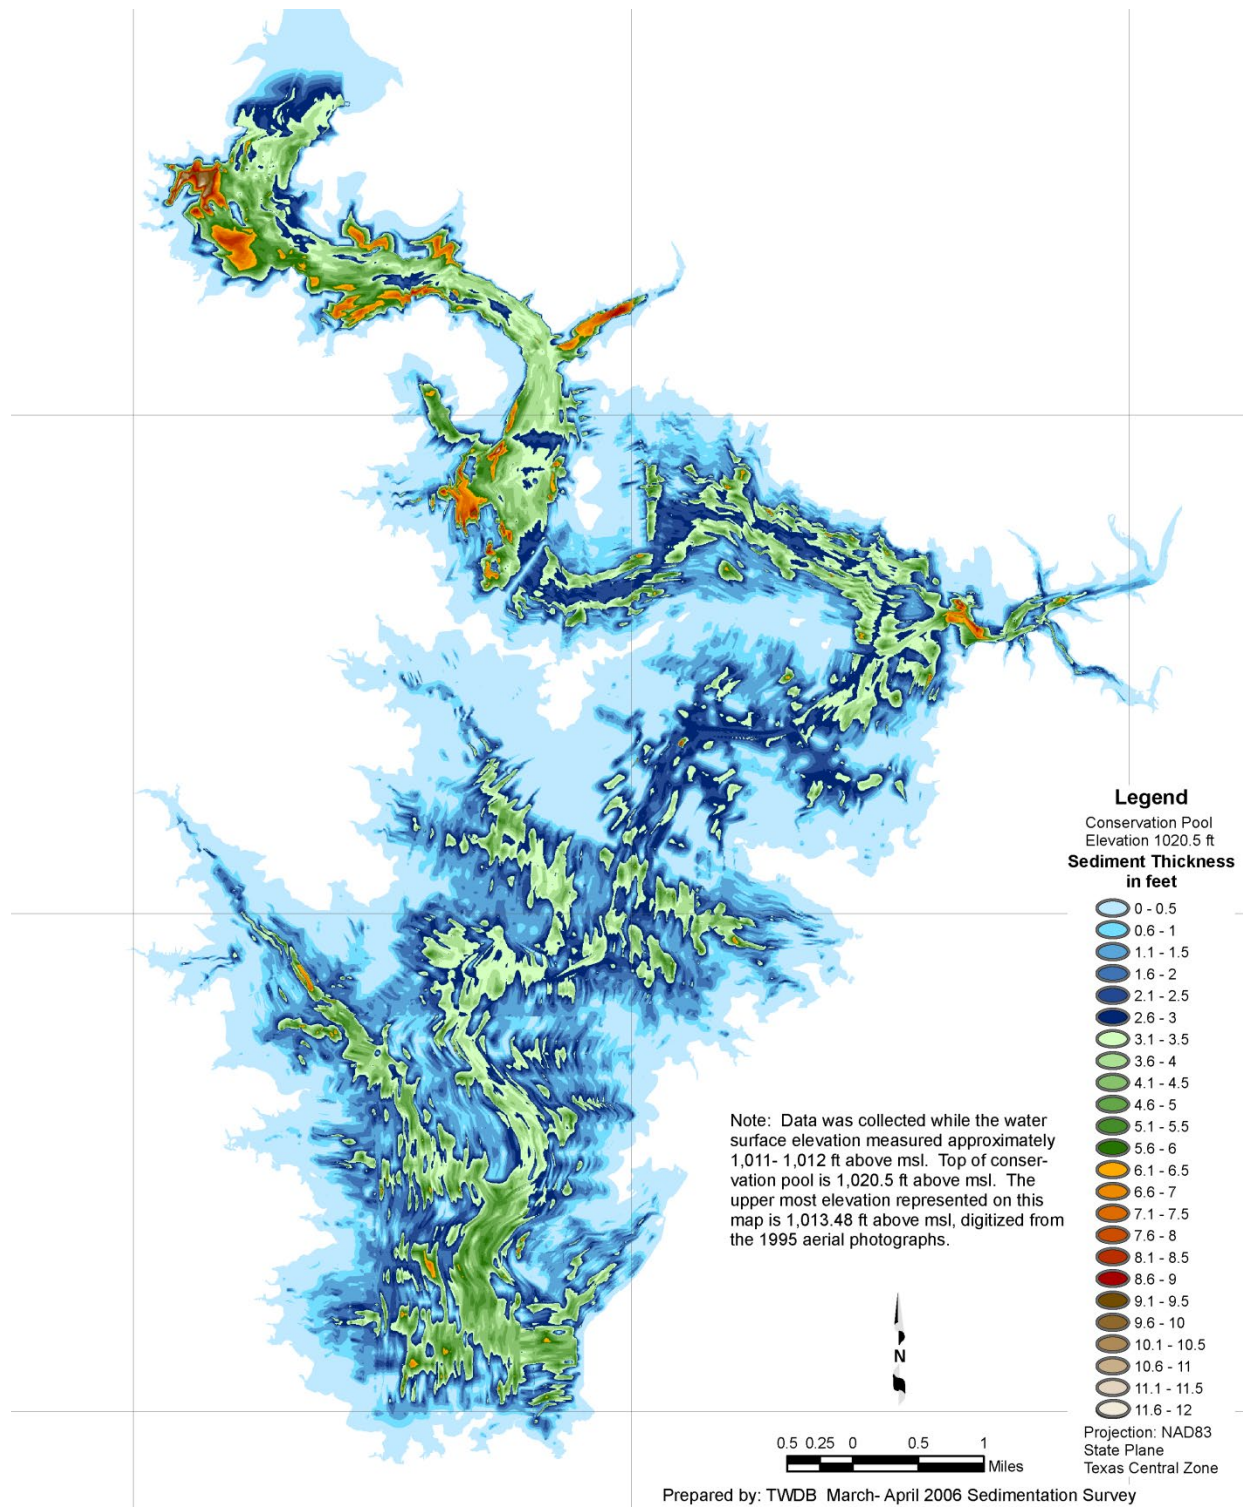 Legend
Conservation Pool
Elevation 1020.5 ft
Sediment Thickness
in feet
0 - 0.5
0.6 - 1
1.1 - 1.5
1.6 - 2
2.1 - 2.5
2.6 - 3
3.1 - 3.5
3.6 - 4
4.1 - 4.5
4.6 - 5
5.1 - 5.5
5.6 - 6
6.1 - 6.5
6.6 - 7
7.1 - 7.5
7.6 - 8
8.1 - 8.5
8.6 - 9
9.1 - 9.5
9.6 - 10
10.1 - 10.5
10.6 - 11
11.1 - 11.5
11.6 - 12
Projection: NAD83
State Plane
Texas Central Zone
Note: Data was collected while the water
surface elevation measured approximately
1,011- 1,012 ft above msl. Top of conser-
vation pool is 1,020.5 ft above msl. The
upper most elevation represented on this
map is 1,013.48 ft above msl, digitized from
the 1995 aerial photographs.
N
0.5 0.25 0 0.5 1
Miles
Prepared by: TWDB March- April 2006 Sedimentation Survey